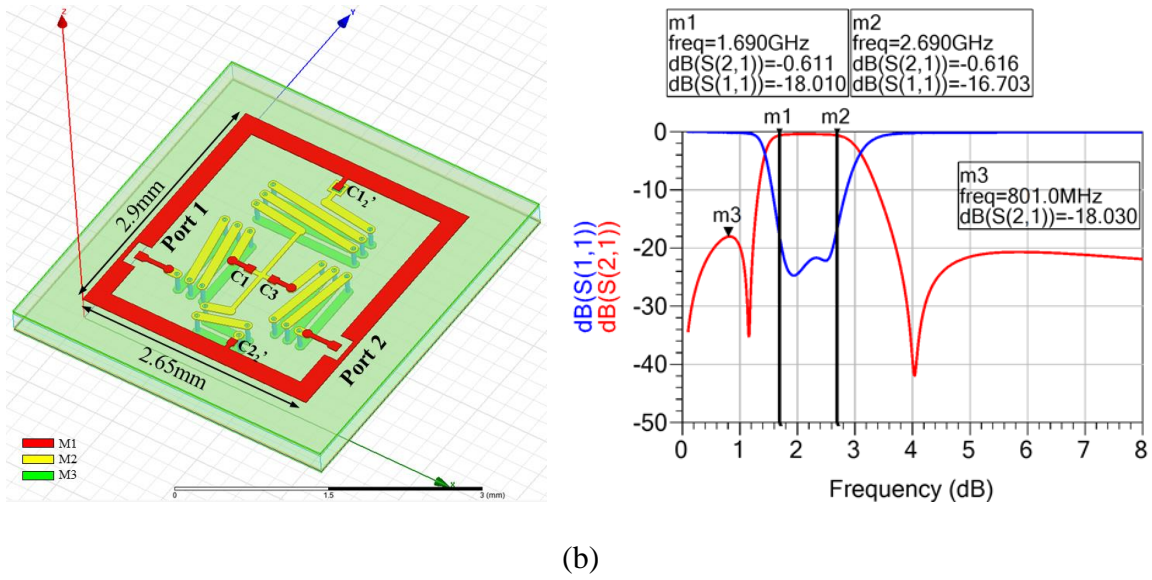 Z
Y
2.9mm
Port 1
C1₂'
C1
C3
C2₃'
Port 2
2.65mm
M1
M2
M3
X
0
1.5
3 (mm)
m1
freq=1.690GHz
dB(S(2,1))=-0.611
dB(S(1,1))=-18.010
m2
freq=2.690GHz
dB(S(2,1))=-0.616
dB(S(1,1))=-16.703
m1
m2
m3
m3
freq=801.0MHz
dB(S(2,1))=-18.030
0
-10
-20
-30
-40
-50
dB(S(1,1))
dB(S(2,1))
0 1 2 3 4 5 6 7 8
Frequency (dB)
(b)